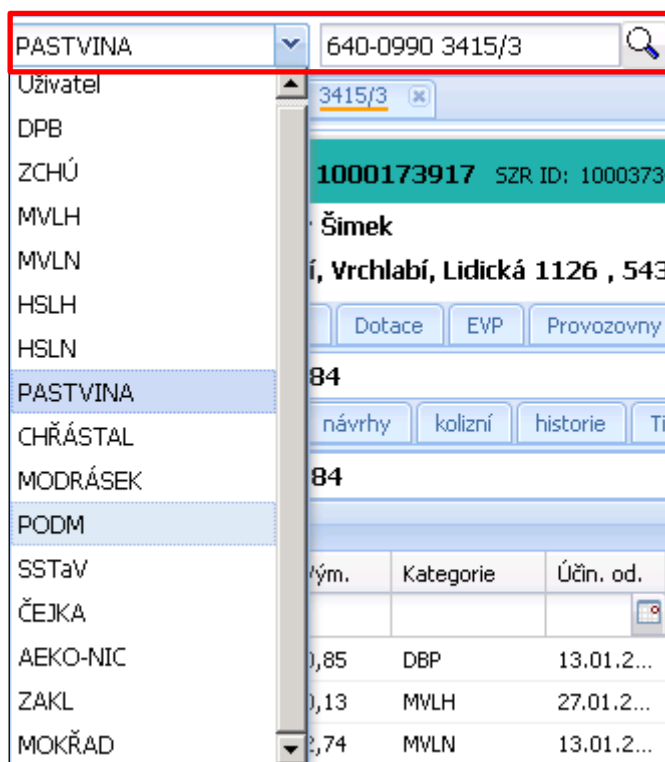 PASTVINA 640-0990 3415/3
Uživatel
3415/3
DPB
ZCHÚ
1000173917 SZR ID: 1000373
MVLH
Šimek
MVLN
í, Vrchlabí, Lidická 1126 , 543
HSLH
Dotace EVP Provozovny
HSLN
84
PASTVINA
návrhy kolizní historie Ti
CHŘÁSTAL
MODRÁSEK
84
PODM
SSTaV
Vým. Kategorie Účin. od.
ČEJKA
AEKO-NIC
0,85 DBP 13.01.2...
ZAKL
0,13 MVLH 27.01.2...
MOKŘAD
2,74 MVLN 13.01.2...